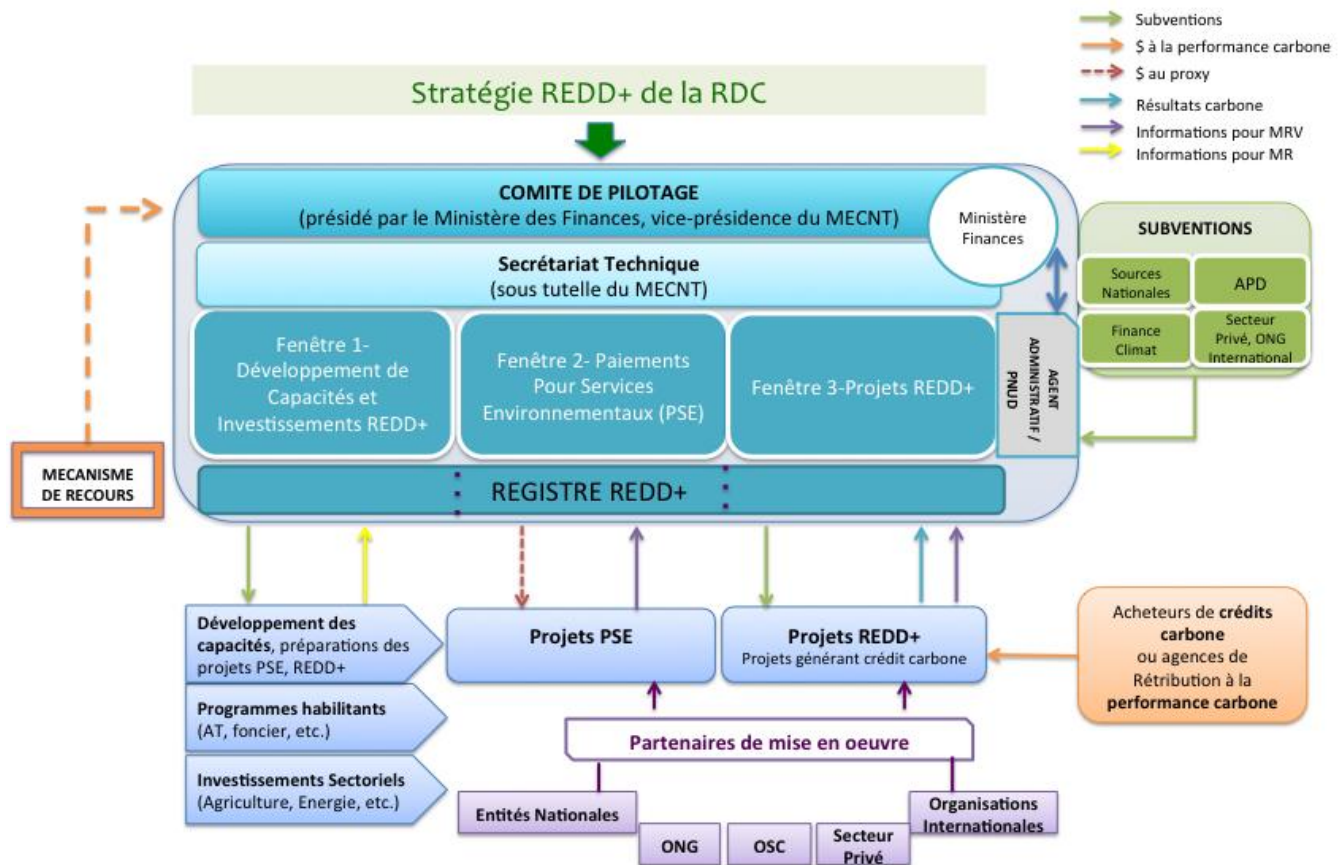 Subventions
$ à la performance carbone
$ au proxy
Résultats carbone
Informations pour MRV
Informations pour MR
Stratégie REDD+ de la RDC
COMITE DE PILOTAGE
(présidé par le Ministère des Finances, vice-présidence du MECNT)
Ministère
Finances
Secrétariat Technique
(sous tutelle du MECNT)
SUBVENTIONS
Sources
Nationales
APD
Finance
Climat
Secteur
Privé, ONG
International
Fenêtre 1-
Développement de
Capacités et
Investissements REDD+
Fenêtre 2- Paiements
Pour Services
Environnementaux (PSE)
Fenêtre 3-Projets REDD+
AGENT
ADMINISTRATIF /
PNUD
MECANISME
DE RECOURS
REGISTRE REDD+
Développement des
capacités, préparations des
projets PSE, REDD+
Programmes habilitants
(AT, foncier, etc.)
Investissements Sectoriels
(Agriculture, Energie, etc.)
Projets PSE
Projets REDD+
Projets générant crédit carbone
Acheteurs de crédits
carbone
ou agences de
Rétribution à la
performance carbone
Partenaires de mise en oeuvre
Entités Nationales
ONG
OSC
Secteur
Privé
Organisations
Internationales